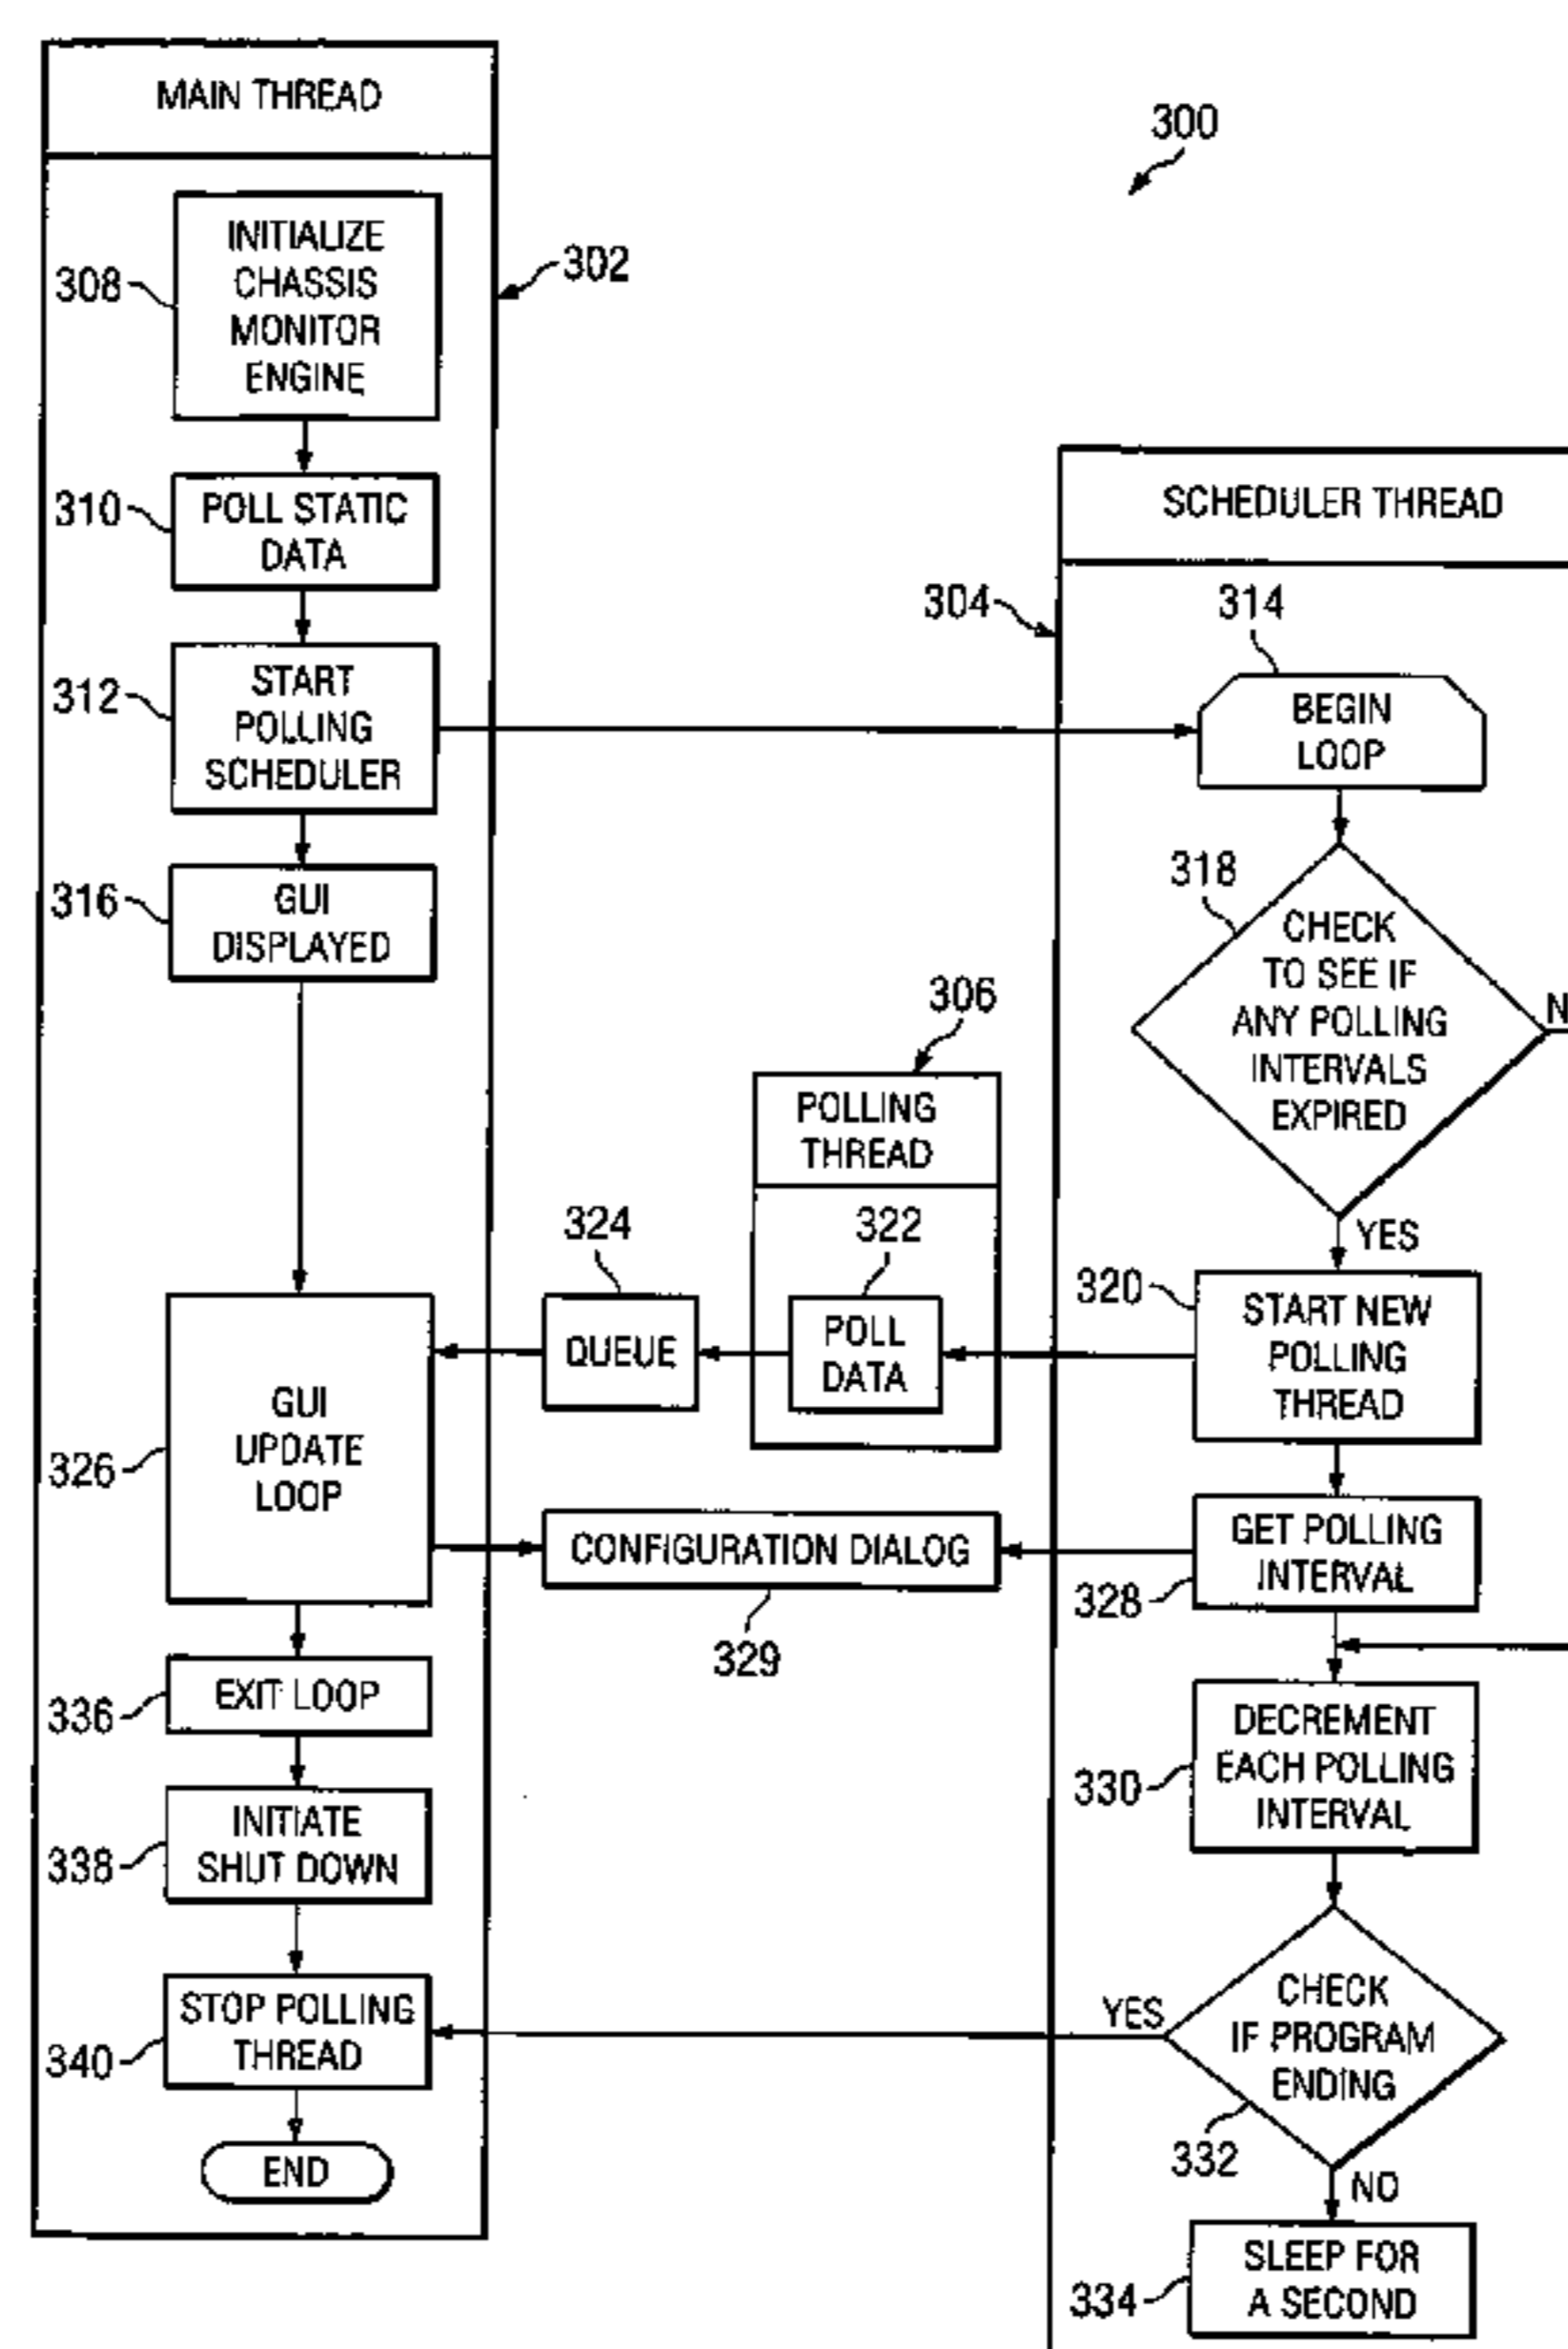 MAIN THREAD
300
INITIALIZE
CHASSIS
MONITOR
ENGINE
308
302
310
POLL STATIC
DATA
SCHEDULER THREAD
304
314
312
START
POLLING
SCHEDULER
BEGIN
LOOP
316
GUI
DISPLAYED
318
CHECK
TO SEE IF
ANY POLLING
INTERVALS
EXPIRED
N
306
POLLING
THREAD
YES
324
322
320
START NEW
POLLING
THREAD
QUEUE
POLL
DATA
326
GUI
UPDATE
LOOP
CONFIGURATION DIALOG
329
GET POLLING
INTERVAL
328
336
EXIT LOOP
DECREMENT
EACH POLLING
INTERVAL
330
338
INITIATE
SHUT DOWN
340
STOP POLLING
THREAD
YES
CHECK
IF PROGRAM
ENDING
332
NO
END
334
SLEEP FOR
A SECOND